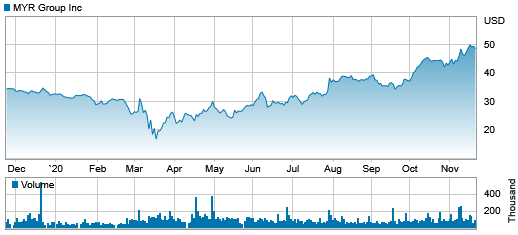 MYR Group Inc
USD
50
40
30
20
Dec '20 Feb Mar Apr May Jun Jul Aug Sep Oct Nov
Volume
400
200
Thousand